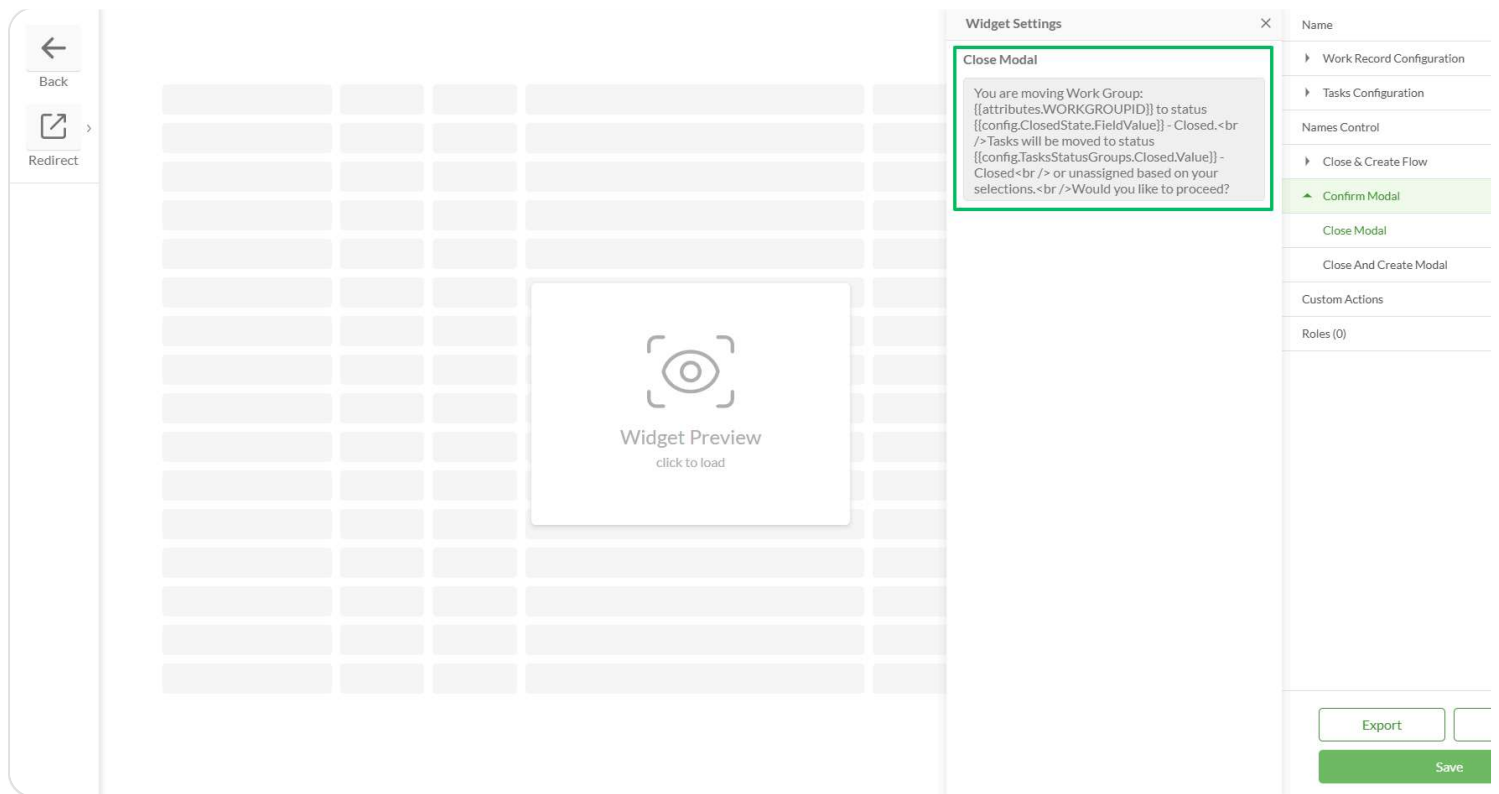 Back
Redirect
Widget Preview
click to load
Widget Settings
Close Modal
You are moving Work Group:
{{attributes.WORKGROUPID}} to status
{{config.ClosedState.FieldValue}} - Closed.<br
/>Tasks will be moved to status
{{config.TasksStatusGroups.Closed.Value}} -
Closed<br /> or unassigned based on your
selections.<br />Would you like to proceed?
Name
Work Record Configuration
Tasks Configuration
Names Control
Close & Create Flow
Confirm Modal
Close Modal
Close And Create Modal
Custom Actions
Roles (0)
Export
Save